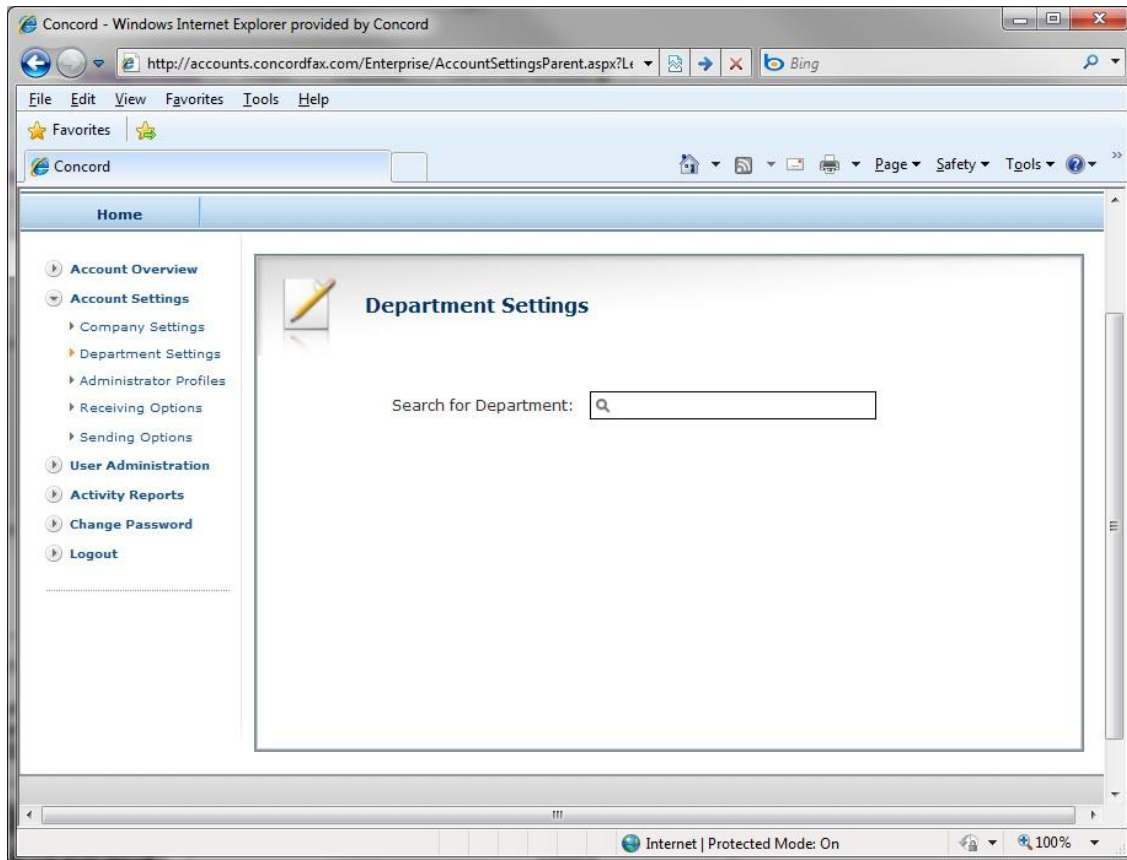 Concord - Windows Internet Explorer provided by Concord
http://accounts.concordfax.com/Enterprise/AccountSettingsParent.aspx?Le
Bing
File Edit View Favorites Tools Help
Favorites
Concord
Page Safety Tools
Home
Account Overview
Account Settings
Company Settings
Department Settings
Administrator Profiles
Receiving Options
Sending Options
User Administration
Activity Reports
Change Password
Logout
Department Settings
Search for Department:
Internet | Protected Mode: On
100%